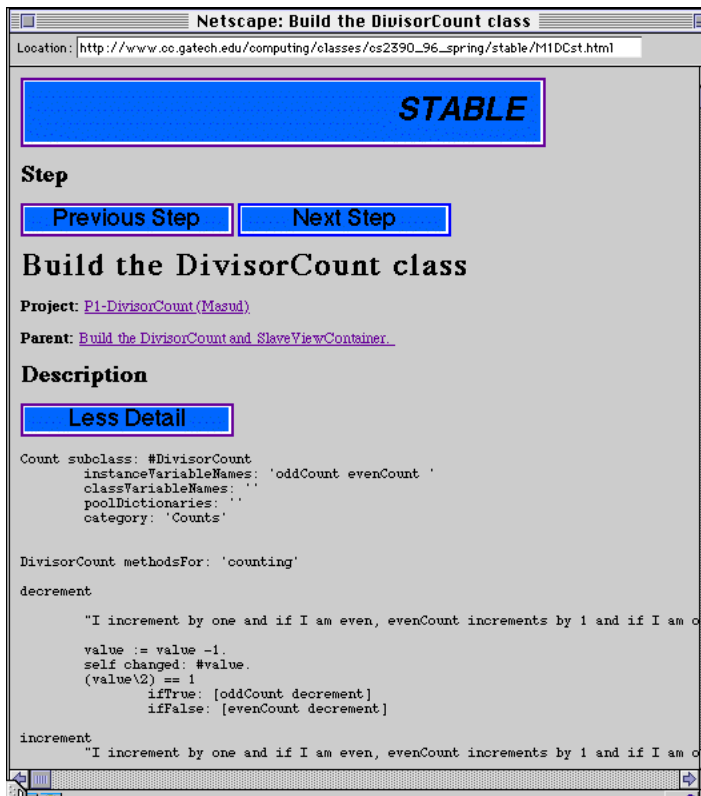 Netscape: Build the DivisorCount class
Location: http://www.cc.gatech.edu/computing/classes/cs2390_96_spring/stable/M1DCst.html
STABLE
Step
Previous Step Next Step
Build the DivisorCount class
Project: P1-DivisorCount (Masud)
Parent: Build the DivisorCount and SlaveViewContainer.
Description
Less Detail
Count subclass: #DivisorCount
instanceVariableNames: 'oddCount evenCount '
classVariableNames: ''
poolDictionaries: ''
category: 'Counts'
DivisorCount methodsFor: 'counting'
decrement
"I increment by one and if I am even, evenCount increments by 1 and if I am o
value := value -1.
self changed: #value.
(value\2) == 1
ifTrue: [oddCount decrement]
ifFalse: [evenCount decrement]
increment
"I increment by one and if I am even, evenCount increments by 1 and if I am o